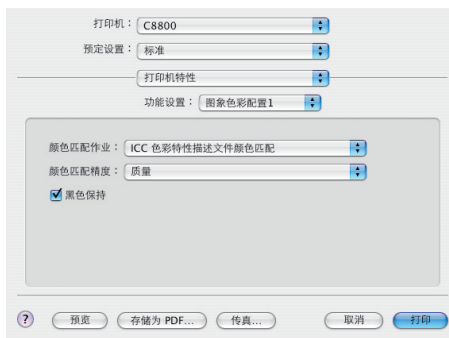 打印机： C8800
预定设置： 标准
打印机特性
功能设置： 图象色彩配置1
颜色匹配作业： ICC 色彩特性描述文件颜色匹配
颜色匹配精度： 质量
黑色保持
? 预览 存储为 PDF... 传真... 取消 打印